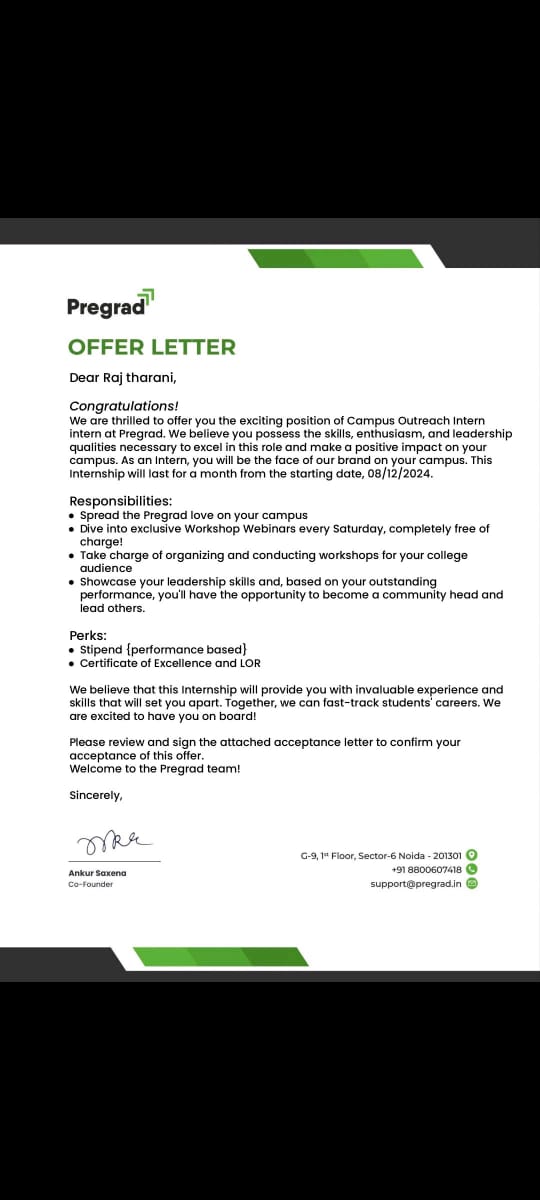 Pregrad
OFFER LETTER
Dear Raj tharani,
Congratulations!
We are thrilled to offer you the exciting position of Campus Outreach Intern
intern at Pregrad. We believe you possess the skills, enthusiasm, and leadership
qualities necessary to excel in this role and make a positive impact on your
campus. As an Intern, you will be the face of our brand on your campus. This
Internship will last for a month from the starting date, 08/12/2024.
Responsibilities:
• Spread the Pregrad love on your campus
• Dive into exclusive Workshop Webinars every Saturday, completely free of
charge!
• Take charge of organizing and conducting workshops for your college
audience
• Showcase your leadership skills and, based on your outstanding
performance, you'll have the opportunity to become a community head and
lead others.
Perks:
• Stipend {performance based}
• Certificate of Excellence and LOR
We believe that this Internship will provide you with invaluable experience and
skills that will set you apart. Together, we can fast-track students' careers. We
are excited to have you on board!
Please review and sign the attached acceptance letter to confirm your
acceptance of this offer.
Welcome to the Pregrad team!
Sincerely,
Ankur Saxena
Co-Founder
G-9, 1st Floor, Sector-6 Noida - 201301
+91 8800607418
support@pregrad.in